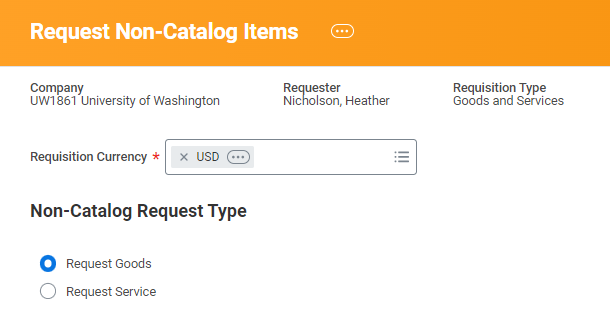 Request Non-Catalog Items
Company Requester Requisition Type
UW1861 University of Washington Nicholson, Heather Goods and Services
Requisition Currency * × USD
Non-Catalog Request Type
Request Goods
Request Service